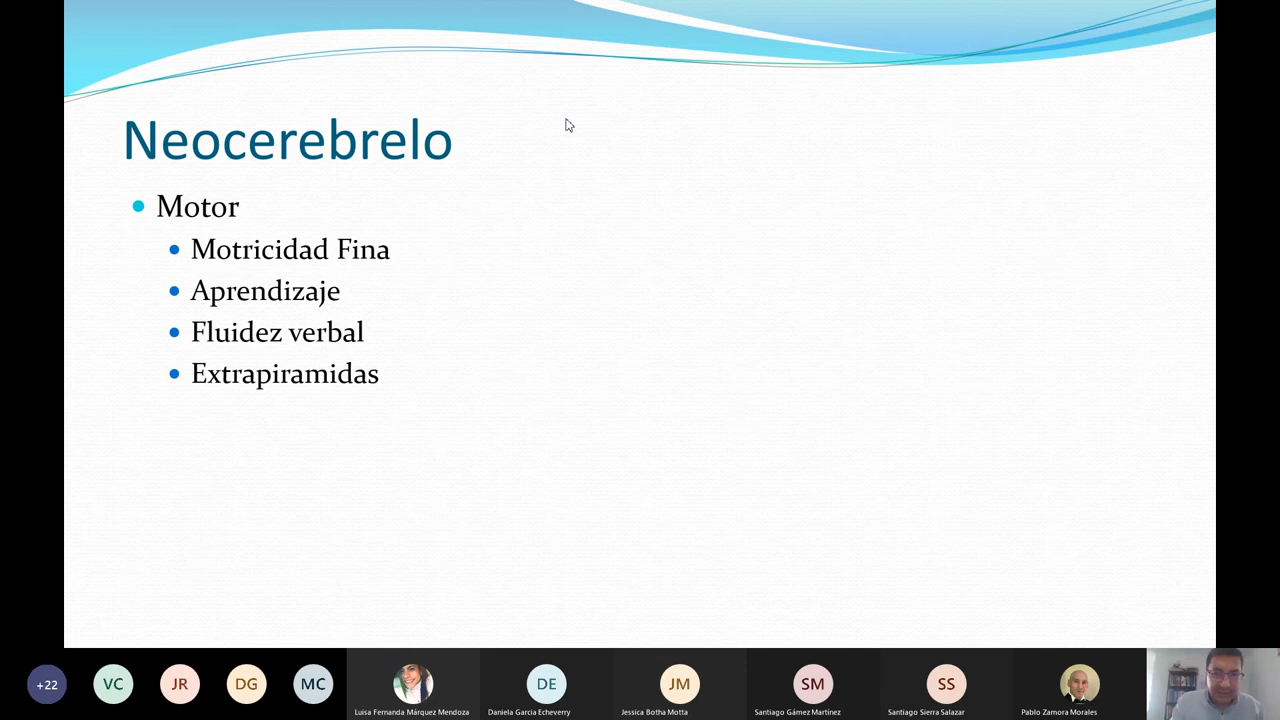 Neocerebrelo
Motor
Motricidad Fina
Aprendizaje
Fluidez verbal
Extrapiramidas
+22
VC
JR
DG
MC
DE
JM
SM
SS
Luisa Fernanda Márquez Mendoza
Daniela Garcia Echeverry
Jessica Botha Motta
Santiago Gámez Martínez
Santiago Sierra Salazar
Pablo Zamora Morales